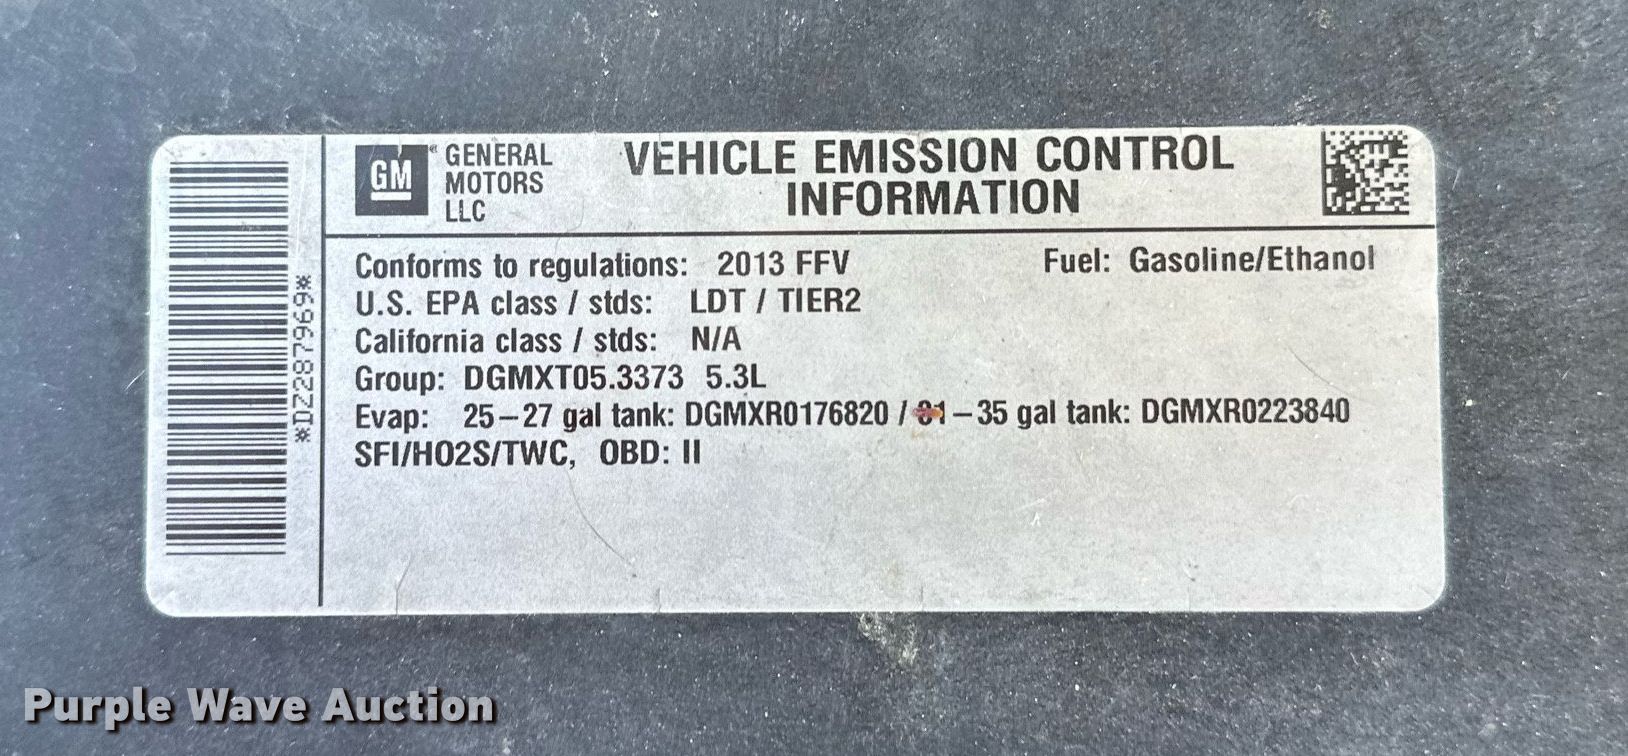 GM
GENERAL
MOTORS
LLC
VEHICLE EMISSION CONTROL
INFORMATION
*DZ287969*
Conforms to regulations: 2013 FFV
Fuel: Gasoline/Ethanol
U.S. EPA class / stds: LDT / TIER2
California class / stds: N/A
Group: DGMXT05.3373 5.3L
Evap: 25-27 gal tank: DGMXR0176820 / 31-35 gal tank: DGMXR0223840
SFI/HO2S/TWC, OBD: II
Purple Wave Auction